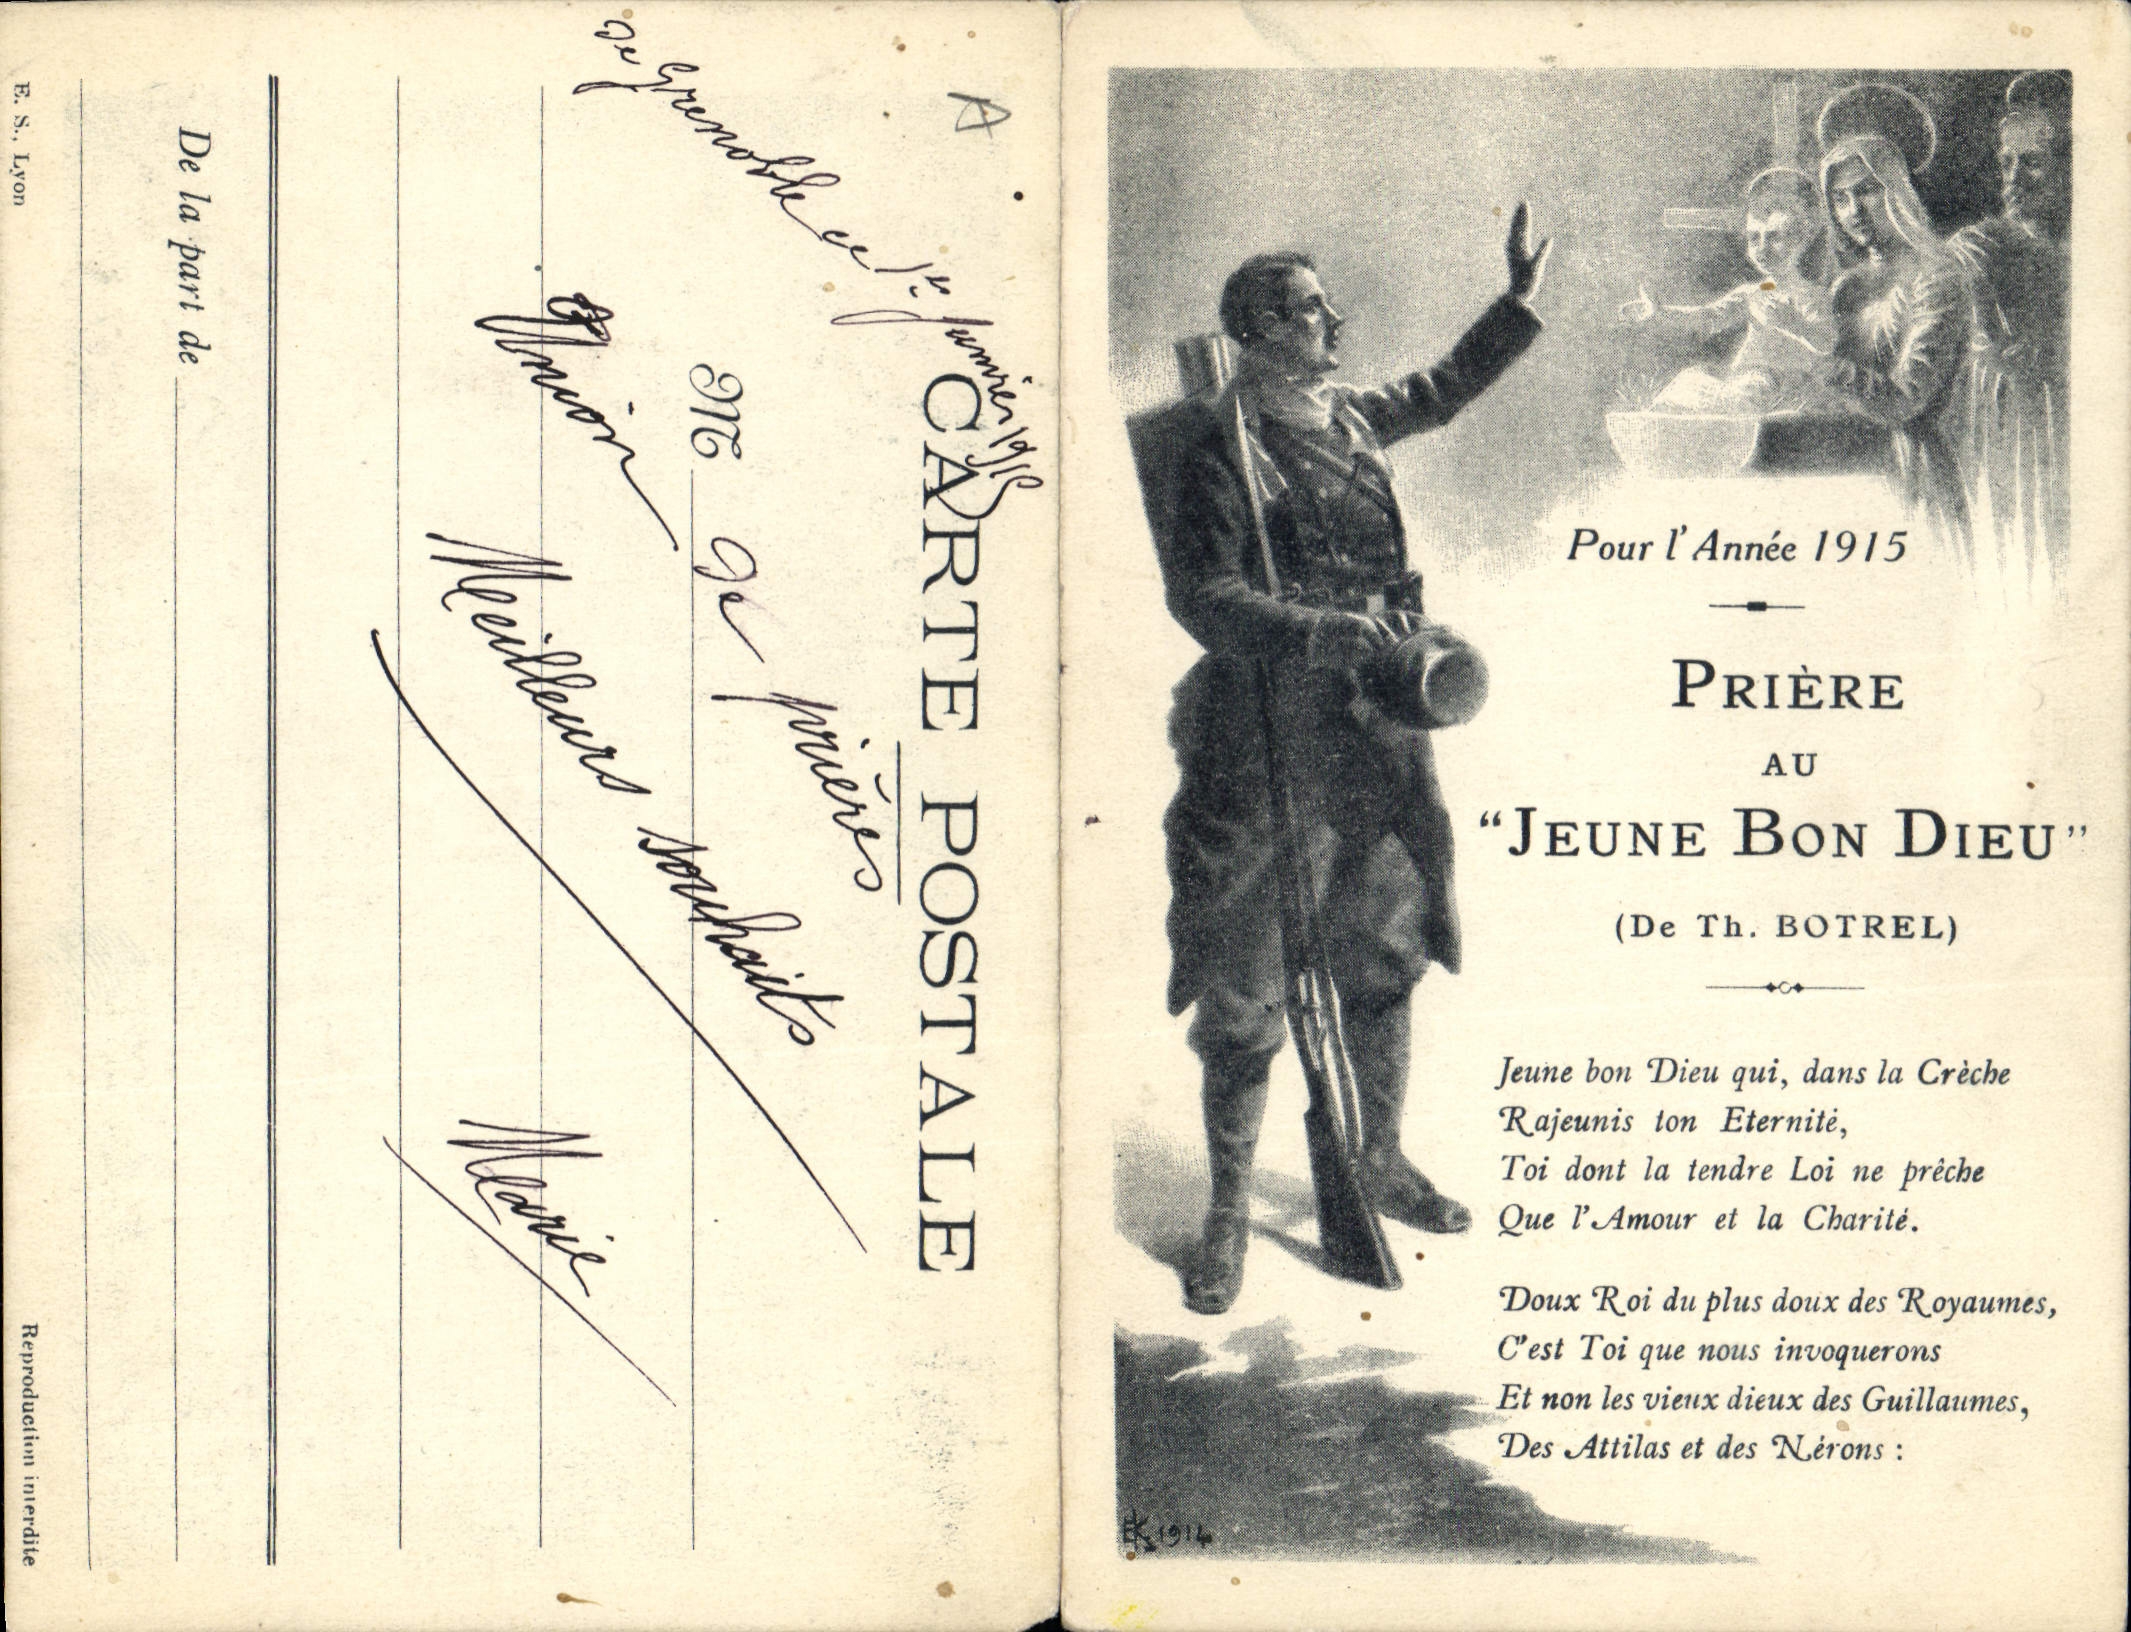 De Grenoble ce 1er Janvier 1915
CARTE POSTALE
M
Union De prières
Meilleurs souhaits
Marie
De la part de
E. S., Lyon
Reproduction interdite
A
Pour l'Année 1915
PRIÈRE
AU
“JEUNE BON DIEU”
(De Th. BOTREL)
Jeune bon Dieu qui, dans la Crèche
Rajeunis ton Eternité,
Toi dont la tendre Loi ne prêche
Que l'Amour et la Charité.
Doux Roi du plus doux des Royaumes,
C'est Toi que nous invoquerons
Et non les vieux dieux des Guillaumes,
Des Attilas et des Nérons :
EK 1914